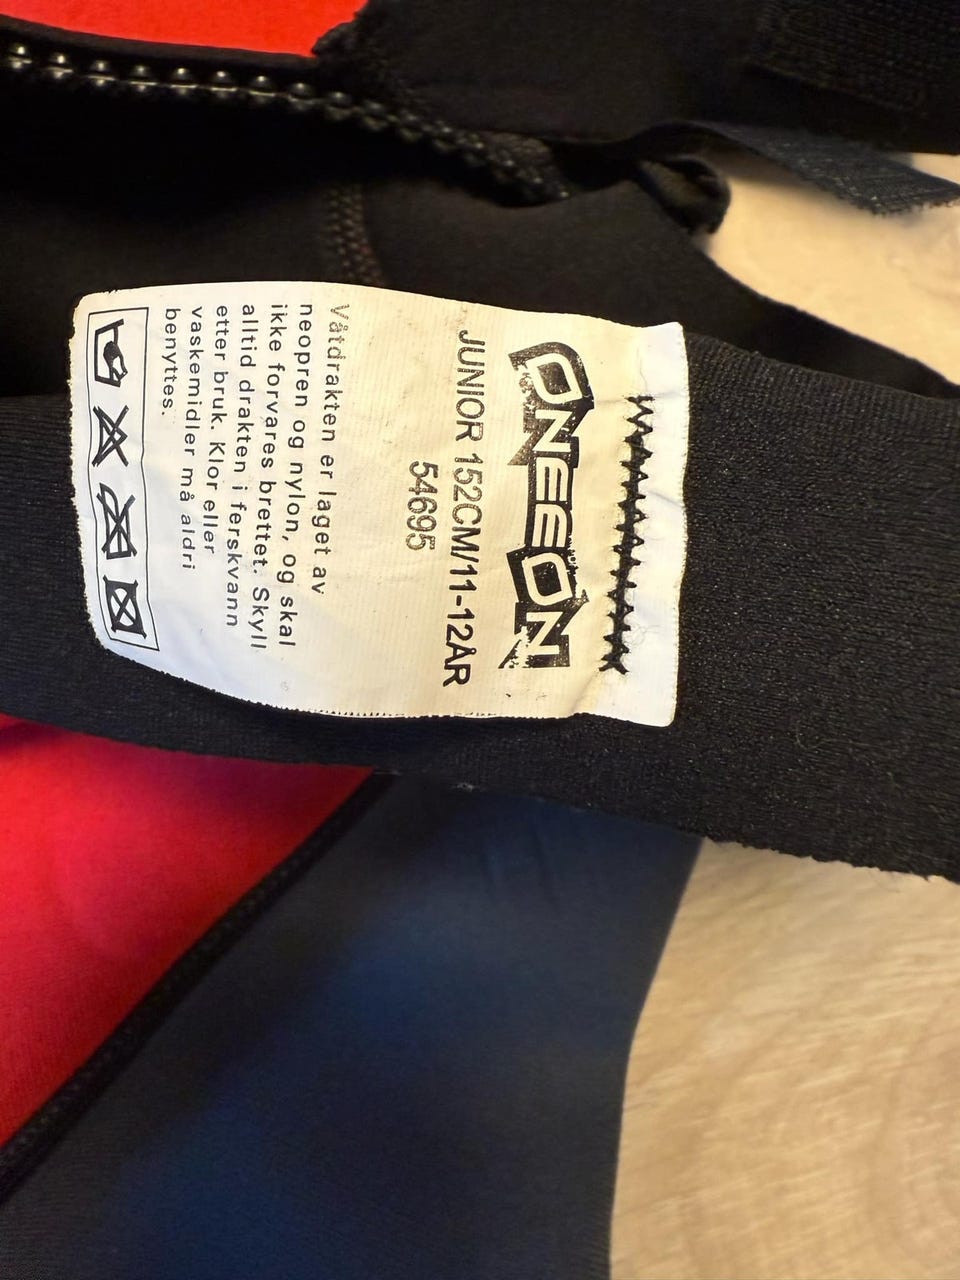 ONEEON
JUNIOR 152CM/11-12ÅR
54695
Våtdrakten er laget av
neopren og nylon, og skal
ikke forvares brettet. Skyll
alltid drakten i ferskvann
etter bruk. Klor eller
vaskemidler må aldri
benyttes.